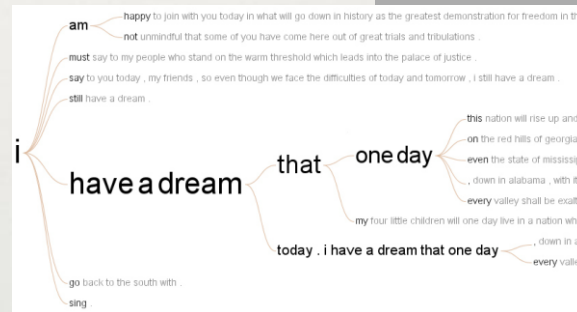 am
happy to join with you today in what will go down in history as the greatest demonstration for freedom in th
not unmindful that some of you have come here out of great trials and tribulations .
must say to my people who stand on the warm threshold which leads into the palace of justice .
say to you today , my friends , so even though we face the difficulties of today and tomorrow , i still have a dream .
still have a dream .
i
have a dream
that
one day
this nation will rise up and
on the red hills of georgia
even the state of mississip
, down in alabama , with it
every valley shall be exalt
my four little children will one day live in a nation wh
today . i have a dream that one day
, down in a
every valle
go back to the south with .
sing .